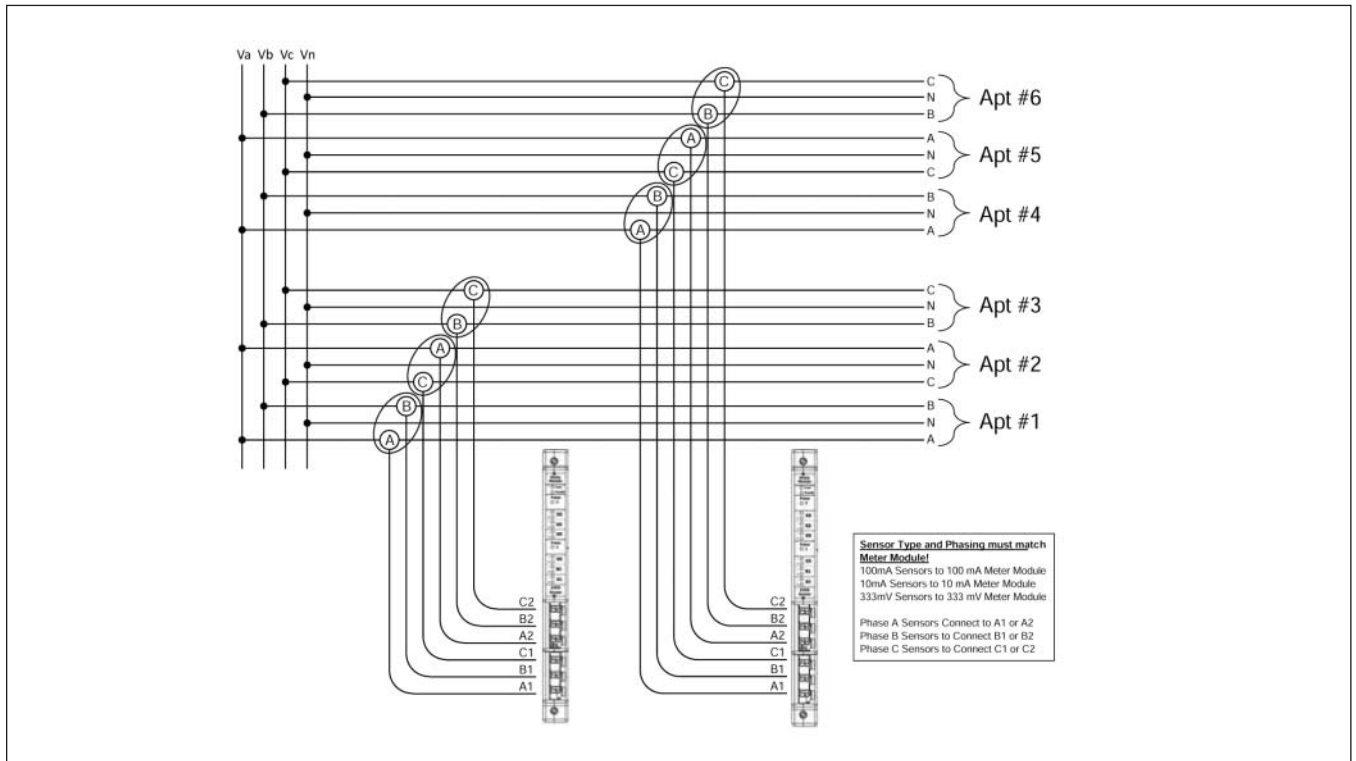 Va Vb Vc Vn
C
C
N
Apt #6
B
B
A
A
N
Apt #5
C
C
B
B
N
Apt #4
A
A
C
C
N
Apt #3
B
B
A
A
N
Apt #2
C
C
B
B
N
Apt #1
A
A
Sensor Type and Phasing must match
Meter Module!
100mA Sensors to 100 mA Meter Module
10mA Sensors to 10 mA Meter Module
333mV Sensors to 333 mV Meter Module
Phase A Sensors Connect to A1 or A2
Phase B Sensors to Connect B1 or B2
Phase C Sensors to Connect C1 or C2
C2
B2
A2
C1
B1
A1
C2
B2
A2
C1
B1
A1